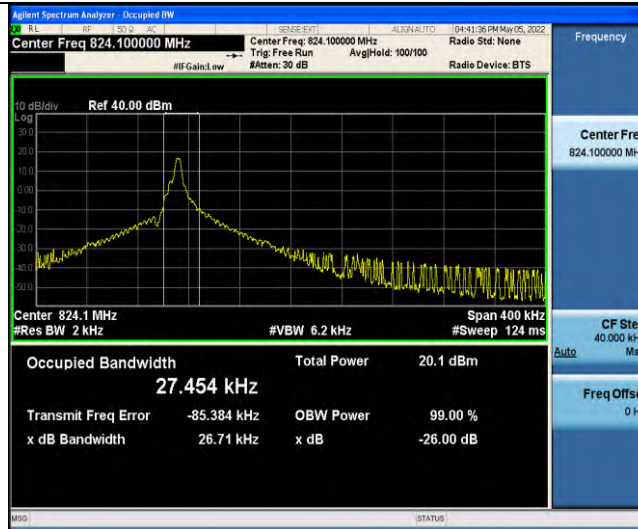 Agilent Spectrum Analyzer - Occupied BW
RL RF 50 Ω AC SENSE:EXT ALIGN AUTO 04:41:36 PM May 05, 2022
Center Freq 824.100000 MHz Center Freq: 824.100000 MHz Radio Std: None Frequency
Trig: Free Run Avg|Hold: 100/100
#IFGain:Low #Atten: 30 dB Radio Device: BTS
10 dB/div Ref 40.00 dBm
Log
30.0
20.0
10.0
0.00
-10.0
-20.0
-30.0
-40.0
-50.0
Center Fre
824.100000 MH
Center 824.1 MHz Span 400 kHz
#Res BW 2 kHz #VBW 6.2 kHz #Sweep 124 ms
CF Ste
40.000 kH
Auto Ma
Occupied Bandwidth Total Power 20.1 dBm
27.454 kHz
Freq Offse
0 H
Transmit Freq Error -85.384 kHz OBW Power 99.00 %
x dB Bandwidth 26.71 kHz x dB -26.00 dB
MSG STATUS